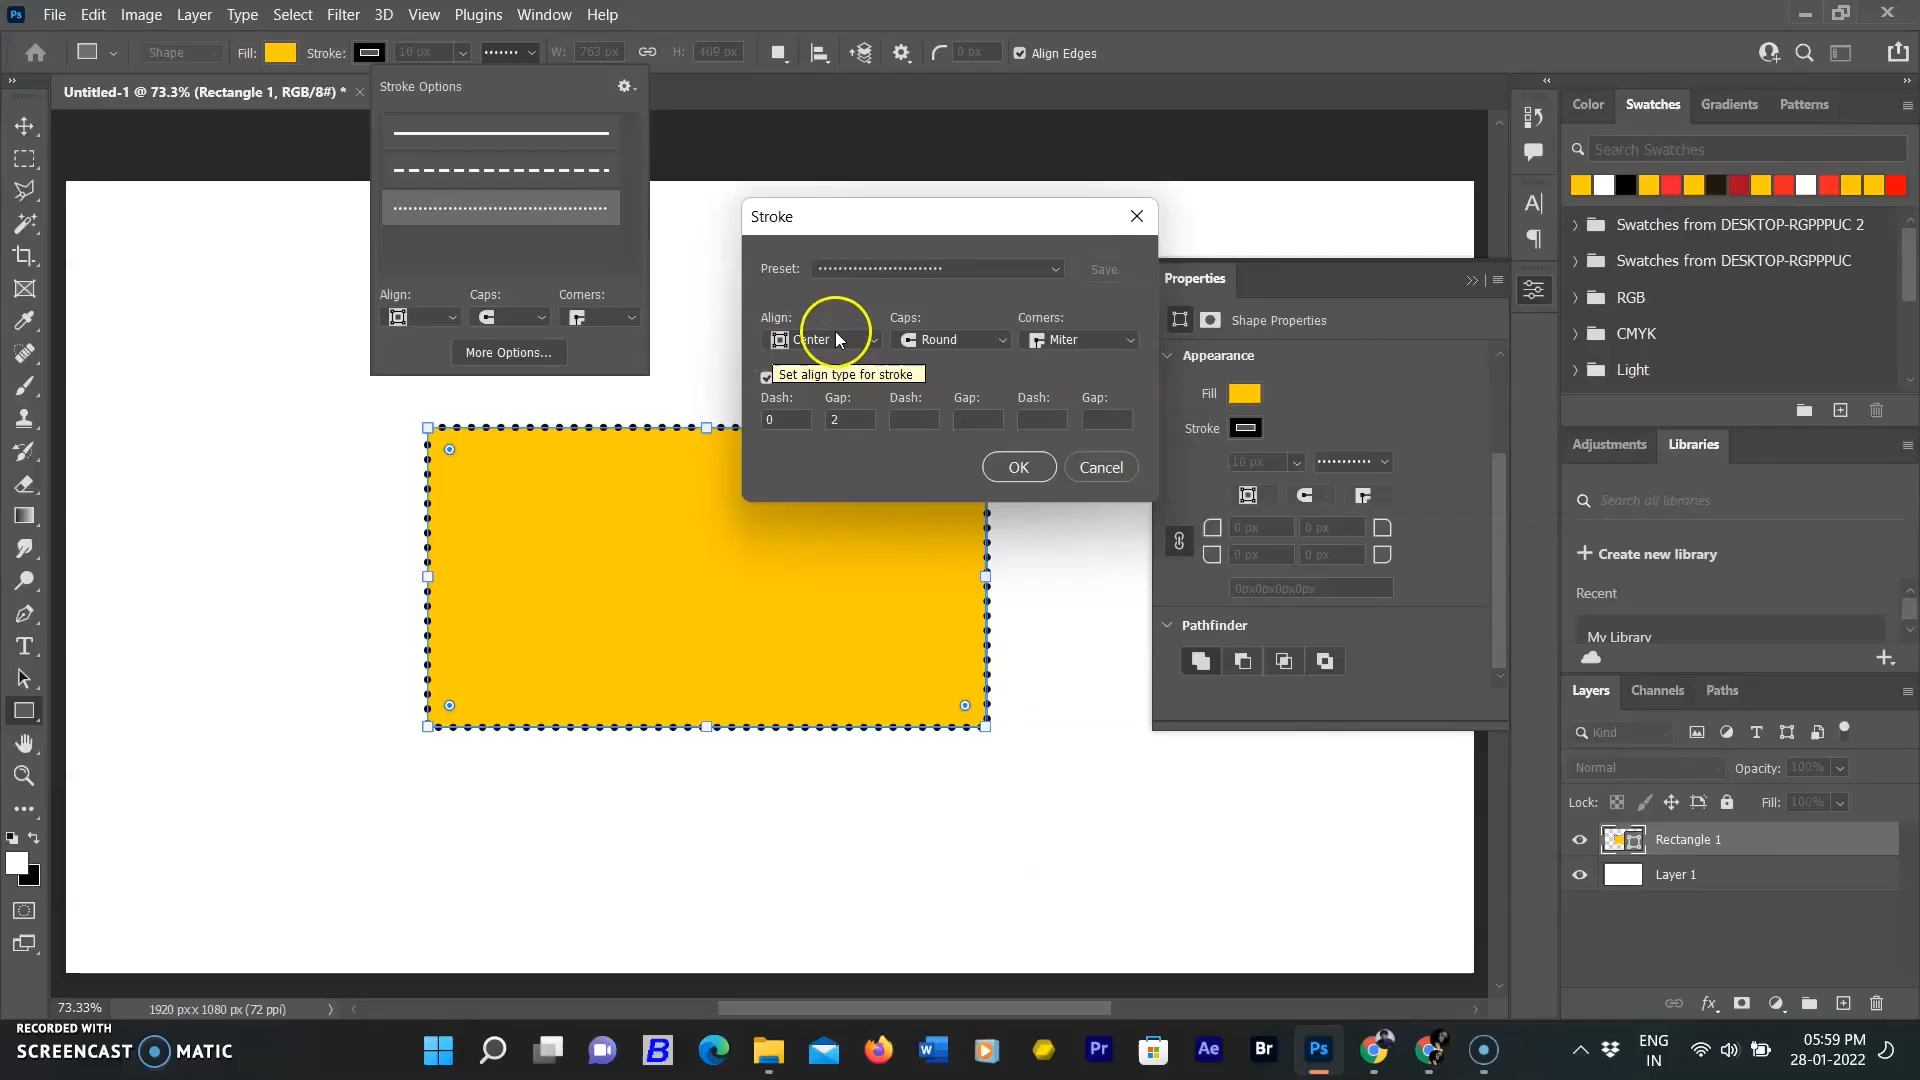 Ps File Edit Image Layer Type Select Filter 3D View Plugins Window Help
Shape Fill: Stroke: 10 px W: 763 px H: 409 px 0 px Align Edges
Untitled-1 @ 73.3% (Rectangle 1, RGB/8#) * ×
Stroke Options
Align: Caps: Corners:
More Options...
Stroke
Preset: Save
Align: Caps: Corners:
Center Round Miter
Set align type for stroke
Dash: Gap: Dash: Gap: Dash: Gap:
0 2
OK Cancel
Properties
Shape Properties
Appearance
Fill
Stroke
10 px
0 px 0 px
0 px 0 px
0px0px0px0px
Pathfinder
Color Swatches Gradients Patterns
Search Swatches
Swatches from DESKTOP-RGPPPUC 2
Swatches from DESKTOP-RGPPPUC
RGB
CMYK
Light
Adjustments Libraries
Search all libraries
+ Create new library
Recent
My Library
Layers Channels Paths
Kind
Normal Opacity: 100%
Lock: Fill: 100%
Rectangle 1
Layer 1
fx
73.33% 1920 px x 1080 px (72 ppi)
RECORDED WITH
SCREENCAST MATIC
B W Pr Ae Br Ps
ENG
IN
05:59 PM
28-01-2022